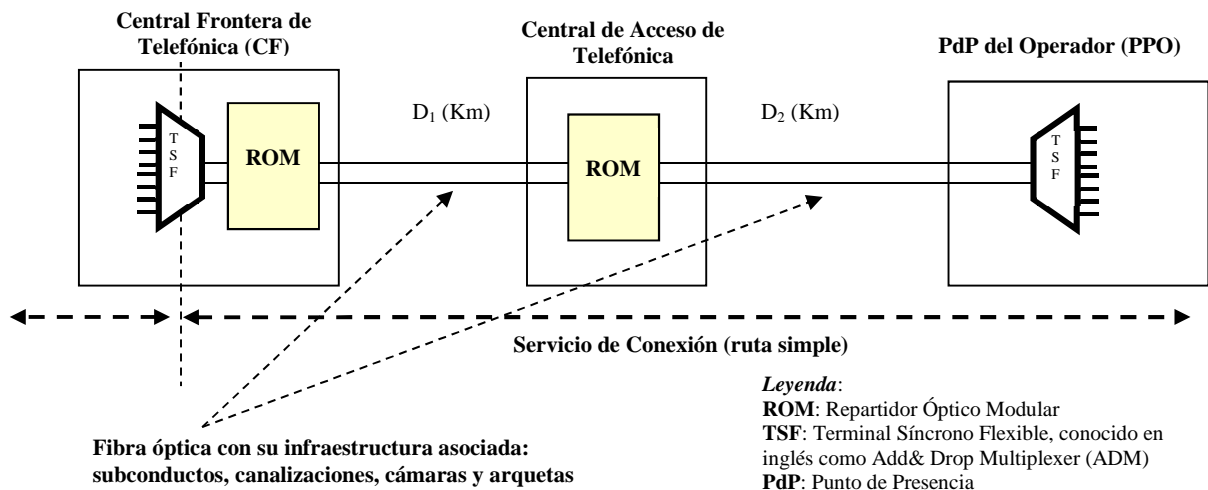 Central Frontera de
Telefónica (CF)
Central de Acceso de
Telefónica
PdP del Operador (PPO)
D1 (Km)
D2 (Km)
T
S
F
ROM
ROM
T
S
F
Servicio de Conexión (ruta simple)
Fibra óptica con su infraestructura asociada:
subconductos, canalizaciones, cámaras y arquetas
Leyenda:
ROM: Repartidor Óptico Modular
TSF: Terminal Síncrono Flexible, conocido en
inglés como Add& Drop Multiplexer (ADM)
PdP: Punto de Presencia